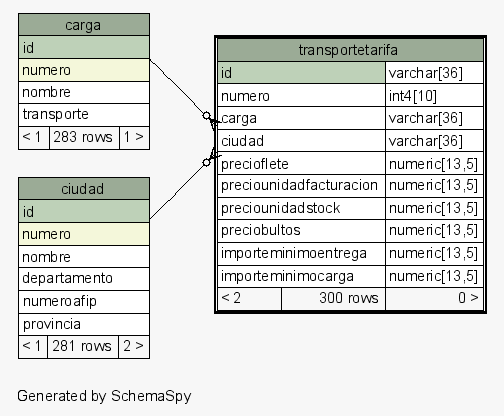 carga
id
numero
nombre
transporte
< 1 283 rows 1 >
ciudad
id
numero
nombre
departamento
numeroafip
provincia
< 1 281 rows 2 >
transportetarifa
id varchar[36]
numero int4[10]
carga varchar[36]
ciudad varchar[36]
precioflete numeric[13,5]
preciounidadfacturacion numeric[13,5]
preciounidadstock numeric[13,5]
preciobultos numeric[13,5]
importeminimoentrega numeric[13,5]
importeminimocarga numeric[13,5]
< 2 300 rows 0 >
Generated by SchemaSpy